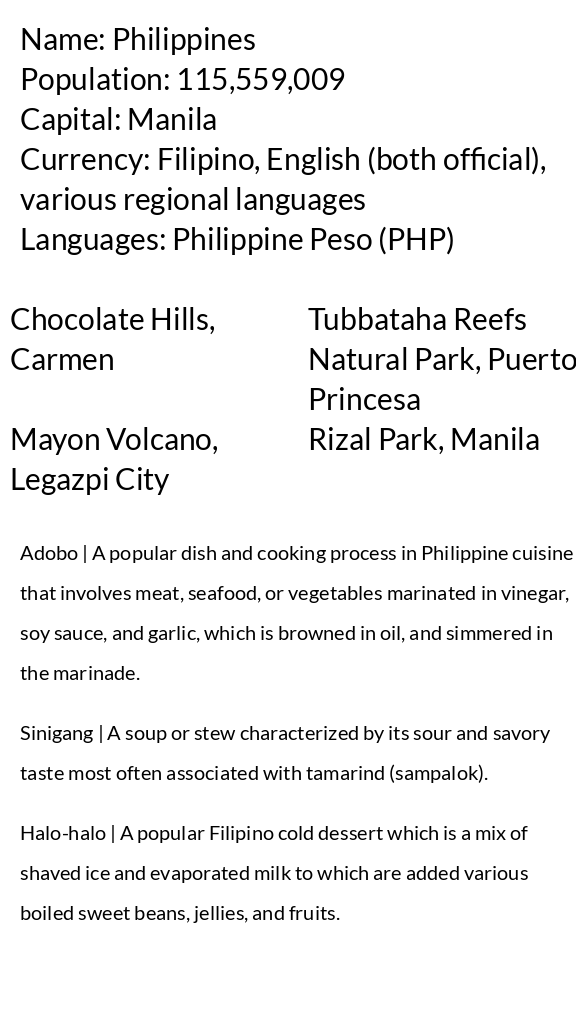 Name: Philippines
Population: 115,559,009
Capital: Manila
Currency: Filipino, English (both official),
various regional languages
Languages: Philippine Peso (PHP)
Chocolate Hills,
Carmen
Tubbataha Reefs
Natural Park, Puerto
Princesa
Mayon Volcano,
Legazpi City
Rizal Park, Manila
Adobo | A popular dish and cooking process in Philippine cuisine
that involves meat, seafood, or vegetables marinated in vinegar,
soy sauce, and garlic, which is browned in oil, and simmered in
the marinade.
Sinigang | A soup or stew characterized by its sour and savory
taste most often associated with tamarind (sampalok).
Halo-halo | A popular Filipino cold dessert which is a mix of
shaved ice and evaporated milk to which are added various
boiled sweet beans, jellies, and fruits.